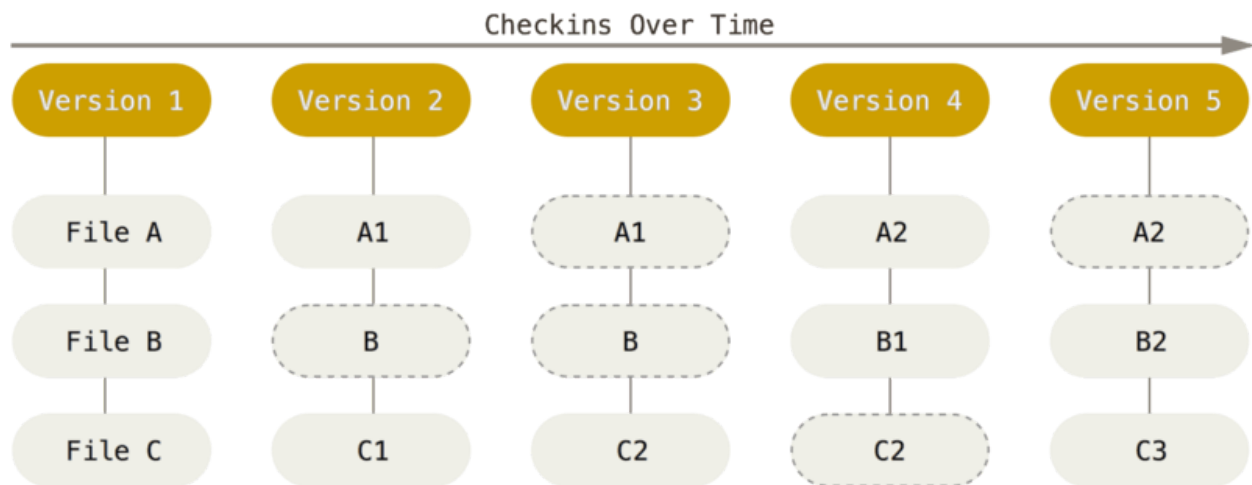 Checkins Over Time
Version 1 Version 2 Version 3 Version 4 Version 5
File A A1 A1 A2 A2
File B B B B1 B2
File C C1 C2 C2 C3